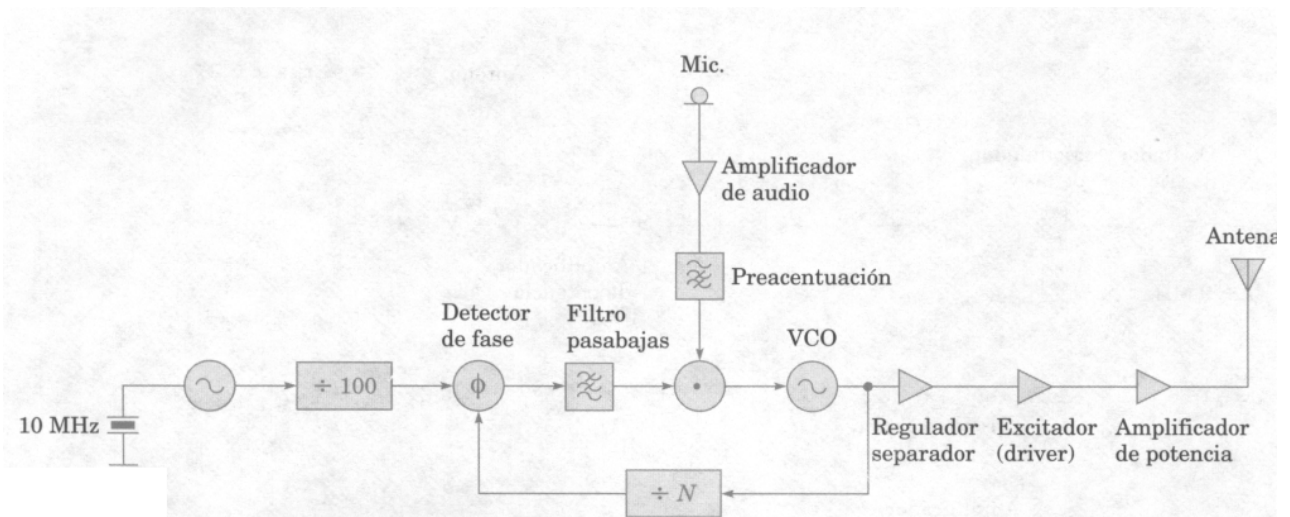 Mic.
Amplificador
de audio
Antena
Preacentuación
Detector
de fase
Filtro
pasabajas
VCO
÷ 100
ϕ
10 MHz
Regulador
separador
Excitador
(driver)
Amplificador
de potencia
÷ N